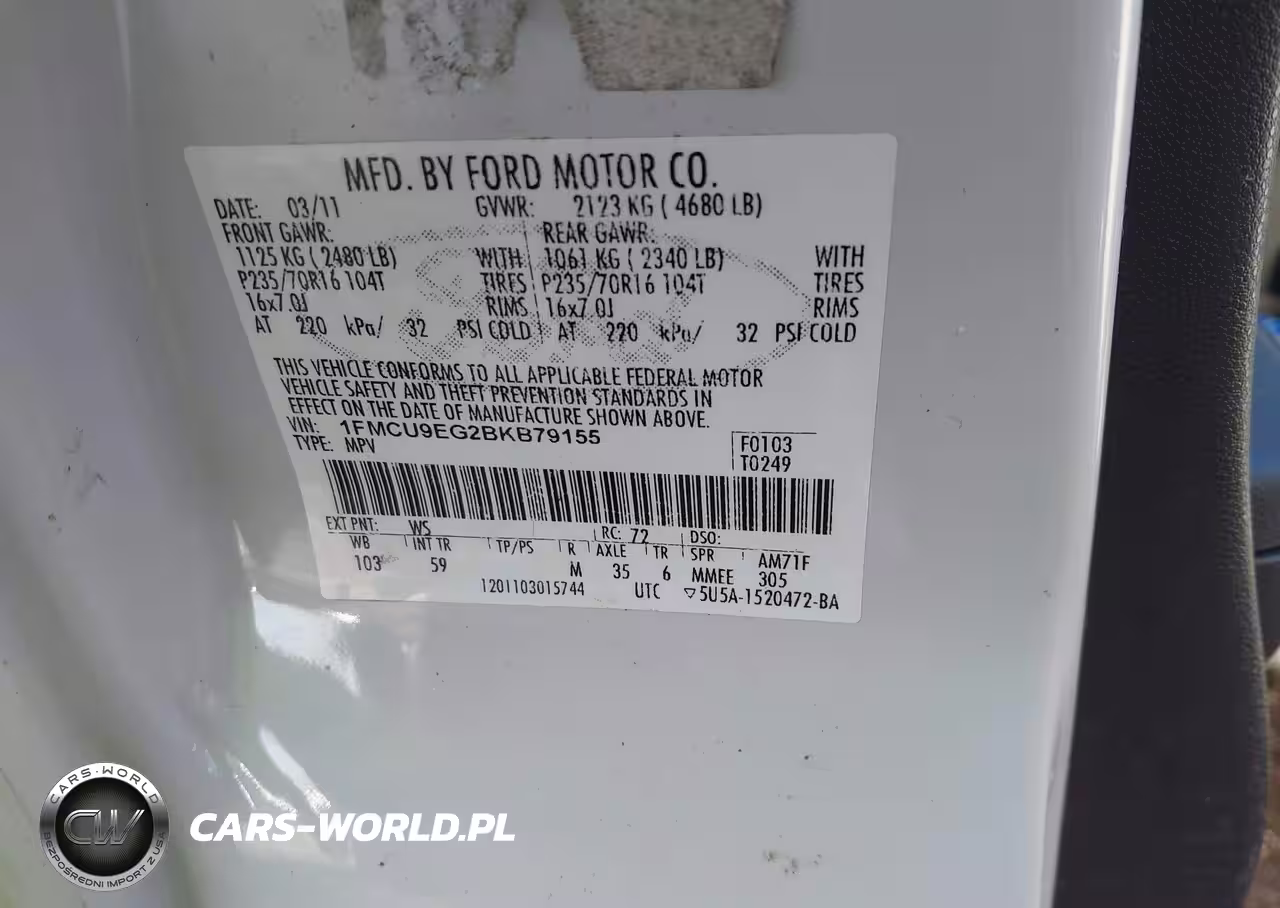 MFD. BY FORD MOTOR CO.
DATE: 03/11 GVWR: 2123 KG ( 4680 LB)
FRONT GAWR: REAR GAWR:
1125 KG ( 2480 LB) WITH 1061 KG ( 2340 LB) WITH
P235/70R16 104T TIRES P235/70R16 104T TIRES
16x7.0J RIMS 16x7.0J RIMS
AT 220 kPa/ 32 PSI COLD AT 220 kPa/ 32 PSI COLD
THIS VEHICLE CONFORMS TO ALL APPLICABLE FEDERAL MOTOR
VEHICLE SAFETY AND THEFT PREVENTION STANDARDS IN
EFFECT ON THE DATE OF MANUFACTURE SHOWN ABOVE.
VIN: 1FMCU9EG2BKB79155
TYPE: MPV
F0103
T0249
EXT PNT: WS RC: 72 DSO:
WB INT TR TP/PS R AXLE TR SPR AM71F
103 59 M 35 6 MMEE 305
1201103015744 UTC ▽5U5A-1520472-BA
CARS-WORLD
CW
BEZPOŚREDNI IMPORT Z USA
CARS-WORLD.PL